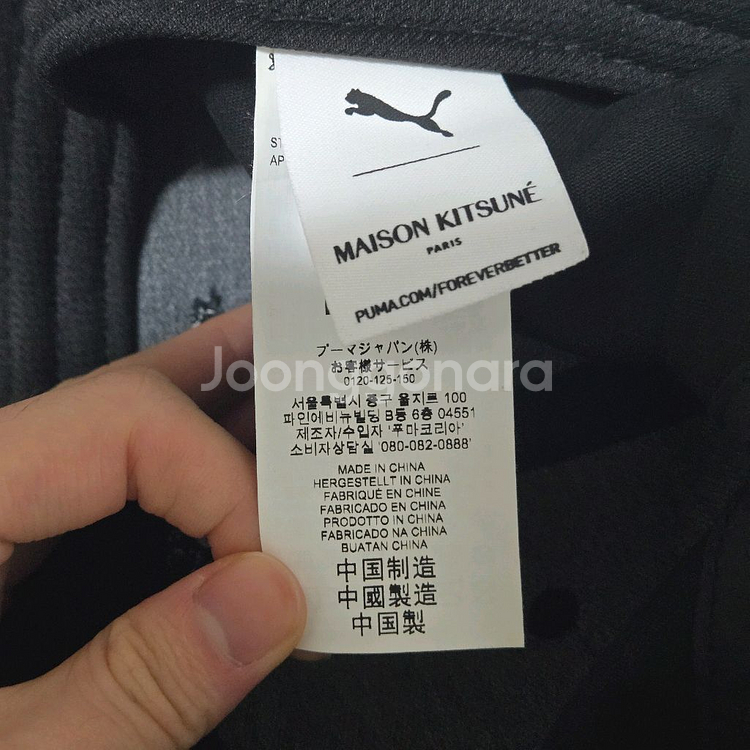 ST
AP
MAISON KITSUNÉ
PARIS
PUMA.COM/FOREVERBETTER
プーマジャパン(株)
お客様サービス
0120-125-150
Joonggonara
서울특별시 중구 을지로 100
파인에비뉴빌딩 B동 6층 04551
제조자/수입자 '푸마코리아'
소비자상담실 '080-082-0888'
MADE IN CHINA
HERGESTELLT IN CHINA
FABRIQUÉ EN CHINE
FABRICADO EN CHINA
PRODOTTO IN CHINA
FABRICADO NA CHINA
BUATAN CHINA
中国制造
中國製造
中国製